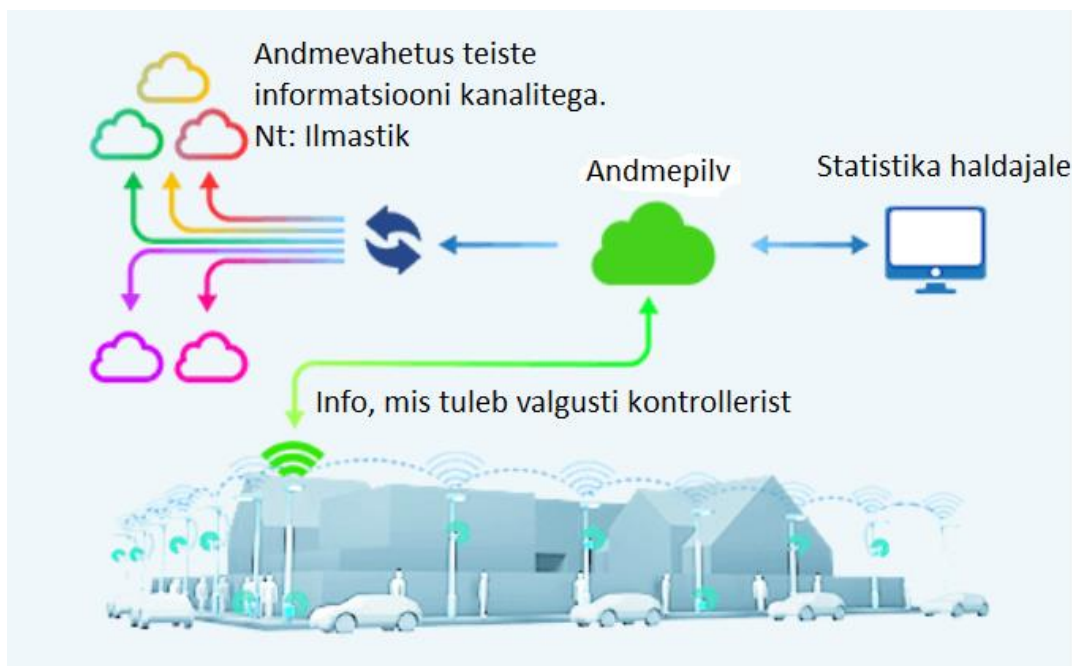 Andmevahetus teiste
informatsiooni kanalitega.
Nt: Ilmastik
Andmepilv
Statistika haldajale
Info, mis tuleb valgusti kontrollerist